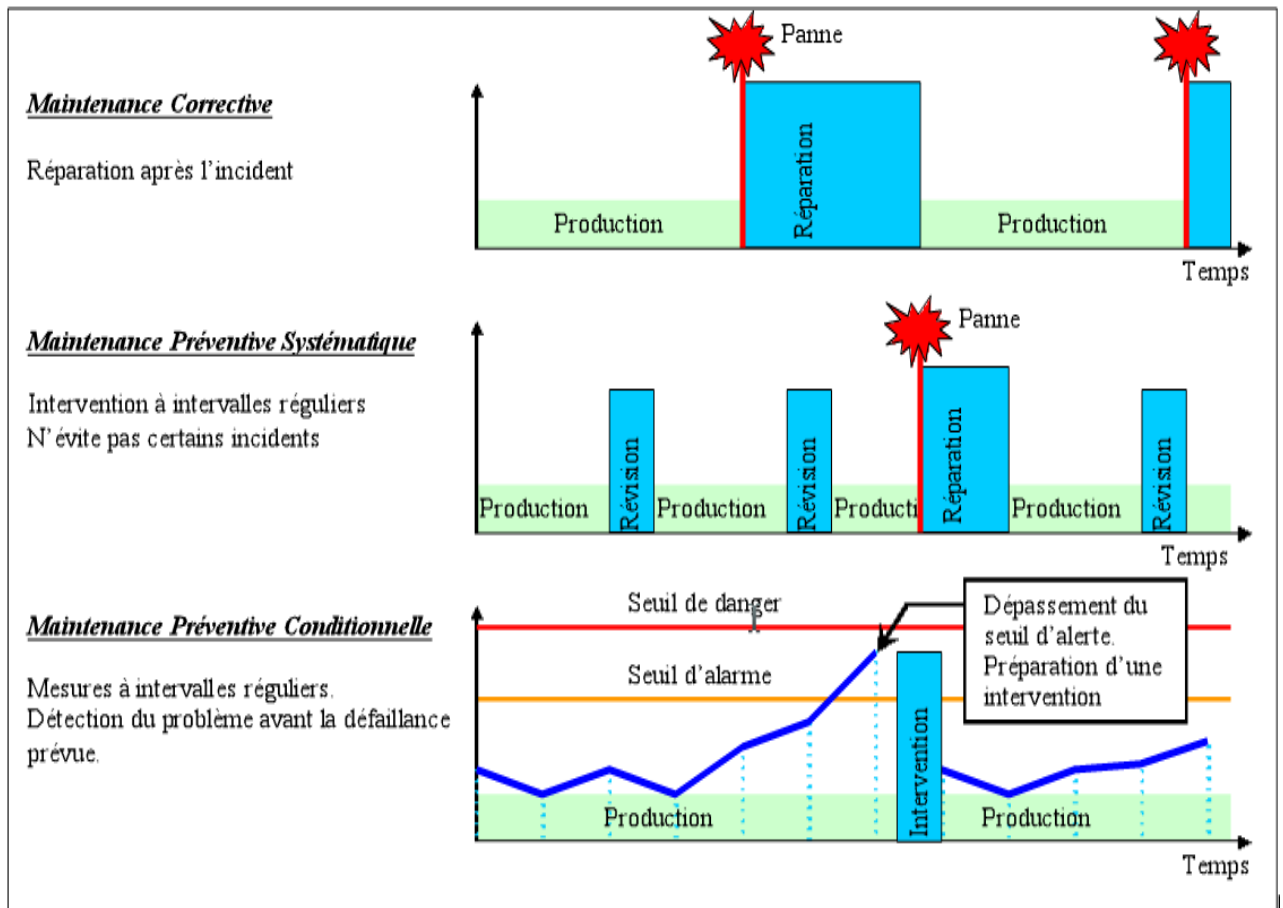 Maintenance Corrective
Réparation après l'incident
Panne
Réparation
Production
Production
Temps
Maintenance Préventive Systématique
Intervention à intervalles réguliers
N'évite pas certains incidents
Panne
Production
Révision
Production
Révision
Producti
Réparation
Production
Révision
Temps
Maintenance Préventive Conditionnelle
Mesures à intervalles réguliers.
Détection du problème avant la défaillance
prévue.
Seuil de danger
Seuil d'alarme
Dépassement du
seuil d'alerte.
Préparation d'une
intervention
Production
Intervention
Production
Temps